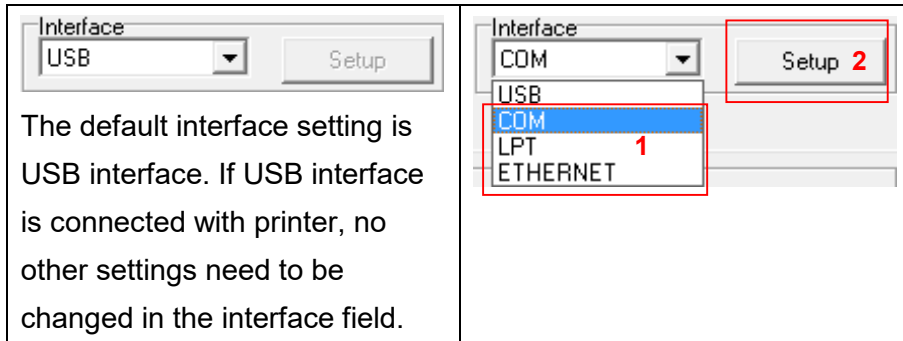 Interface
USB
Setup
The default interface setting is
USB interface. If USB interface
is connected with printer, no
other settings need to be
changed in the interface field.
Interface
COM
Setup 2
USB
COM
LPT 1
ETHERNET